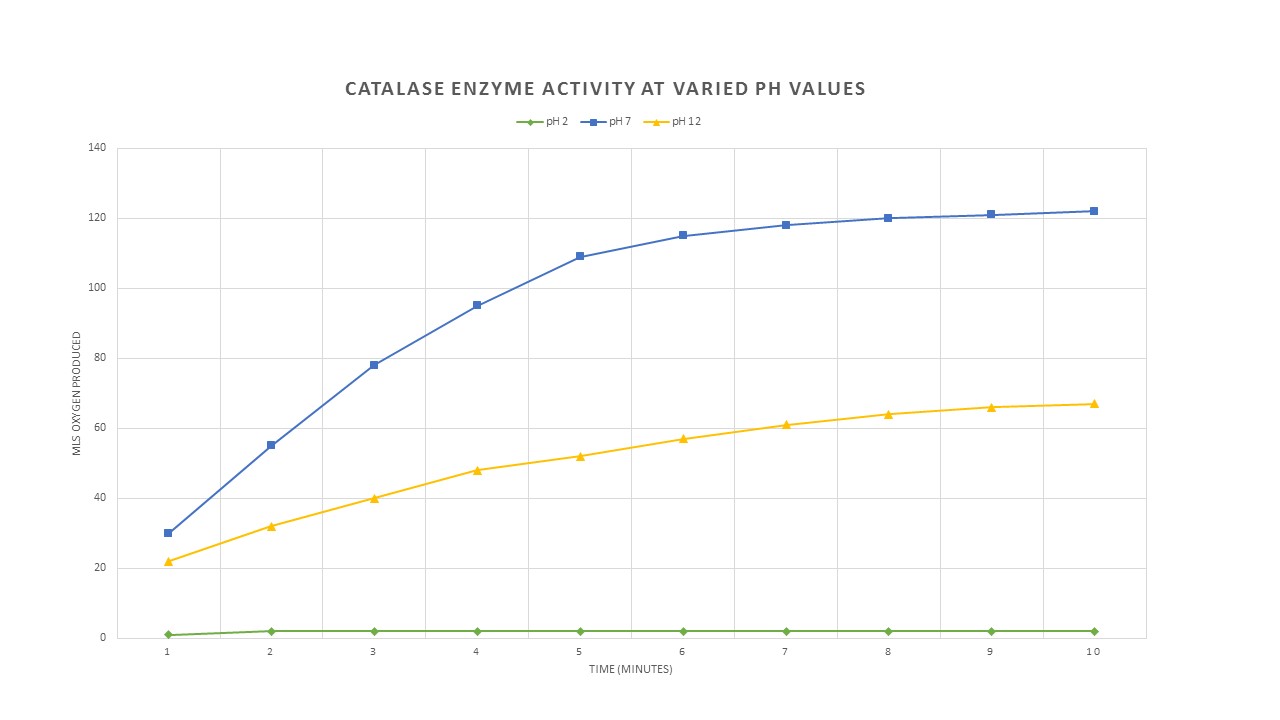 CATALASE ENZYME ACTIVITY AT VARIED PH VALUES
pH 2 pH 7 pH 12
140
120
100
80
60
40
20
0
MLS OXYGEN PRODUCED
1 2 3 4 5 6 7 8 9 10
TIME (MINUTES)